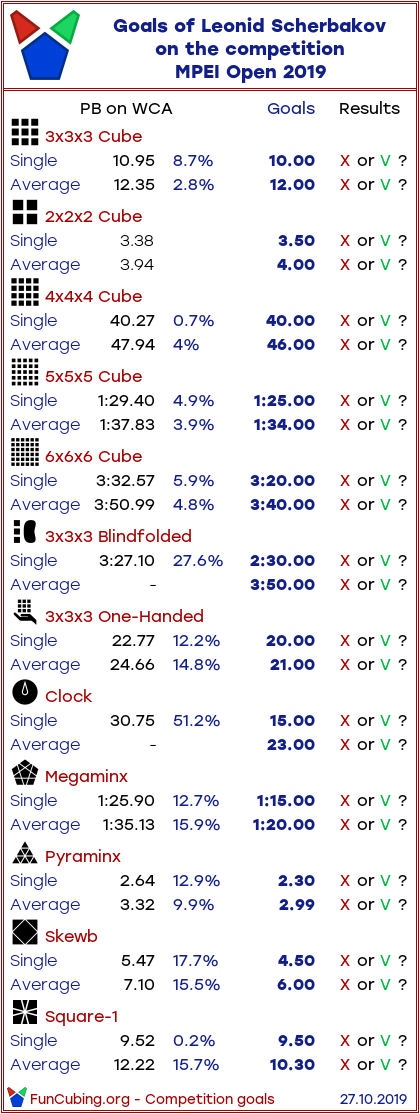 Goals of Leonid Scherbakov
on the competition
MPEI Open 2019
PB on WCA Goals Results
3x3x3 Cube
Single 10.95 8.7% 10.00 X or V ?
Average 12.35 2.8% 12.00 X or V ?
2x2x2 Cube
Single 3.38 3.50 X or V ?
Average 3.94 4.00 X or V ?
4x4x4 Cube
Single 40.27 0.7% 40.00 X or V ?
Average 47.94 4% 46.00 X or V ?
5x5x5 Cube
Single 1:29.40 4.9% 1:25.00 X or V ?
Average 1:37.83 3.9% 1:34.00 X or V ?
6x6x6 Cube
Single 3:32.57 5.9% 3:20.00 X or V ?
Average 3:50.99 4.8% 3:40.00 X or V ?
3x3x3 Blindfolded
Single 3:27.10 27.6% 2:30.00 X or V ?
Average - 3:50.00 X or V ?
3x3x3 One-Handed
Single 22.77 12.2% 20.00 X or V ?
Average 24.66 14.8% 21.00 X or V ?
Clock
Single 30.75 51.2% 15.00 X or V ?
Average - 23.00 X or V ?
Megaminx
Single 1:25.90 12.7% 1:15.00 X or V ?
Average 1:35.13 15.9% 1:20.00 X or V ?
Pyraminx
Single 2.64 12.9% 2.30 X or V ?
Average 3.32 9.9% 2.99 X or V ?
Skewb
Single 5.47 17.7% 4.50 X or V ?
Average 7.10 15.5% 6.00 X or V ?
Square-1
Single 9.52 0.2% 9.50 X or V ?
Average 12.22 15.7% 10.30 X or V ?
FunCubing.org - Competition goals 27.10.2019